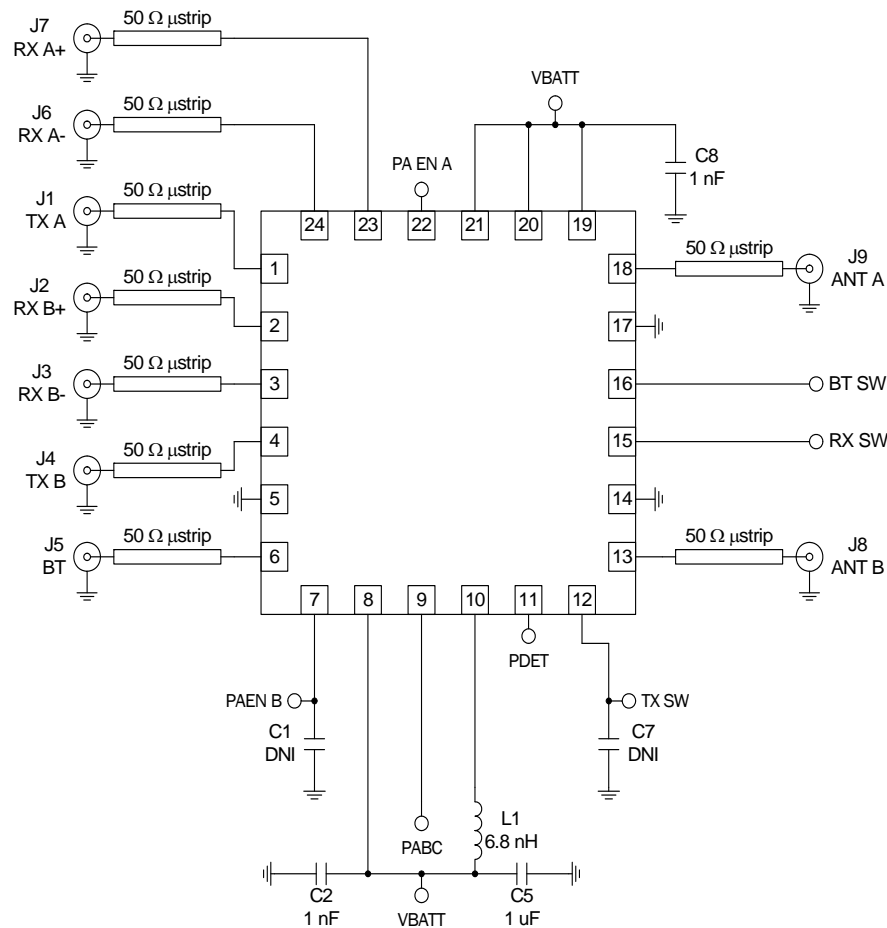 J7
RX A+
50 Ω µstrip
J6
RX A-
50 Ω µstrip
J1
TX A
50 Ω µstrip
J2
RX B+
50 Ω µstrip
J3
RX B-
50 Ω µstrip
J4
TX B
50 Ω µstrip
J5
BT
50 Ω µstrip
VBATT
PA EN A
C8
1 nF
24 23 22 21 20 19
1
2
3
4
5
6
18
17
16
15
14
13
50 Ω µstrip
J9
ANT A
BT SW
RX SW
50 Ω µstrip
J8
ANT B
7 8 9 10 11 12
PDET
PAEN B
C1
DNI
TX SW
C7
DNI
PABC
L1
6.8 nH
C2
1 nF
VBATT
C5
1 uF